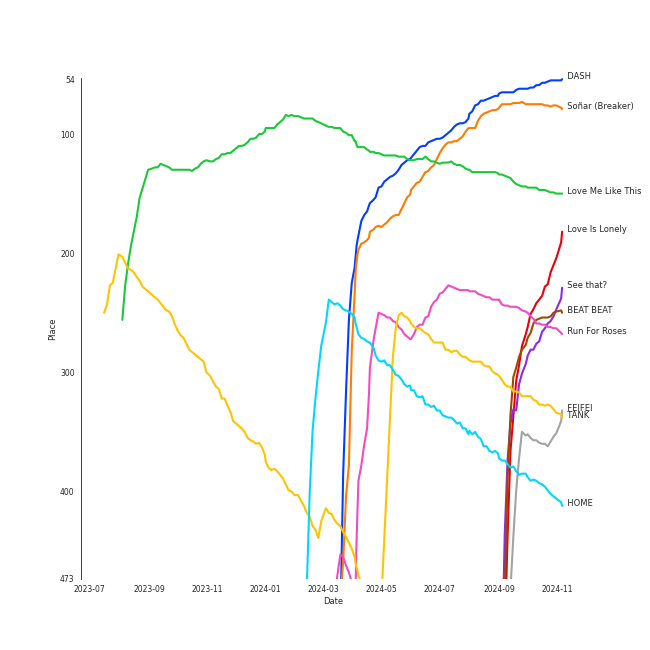 54
DASH
Soñar (Breaker)
100
Love Me Like This
200
Love Is Lonely
See that?
BEAT BEAT
Place
Run For Roses
300
FEIFEI
TANK
400
HOME
473
2023-07
2023-09
2023-11
2024-01
2024-03
2024-05
2024-07
2024-09
2024-11
Date